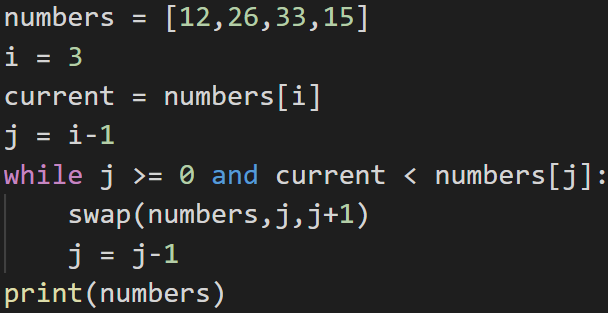 numbers = [12,26,33,15]
i = 3
current = numbers[i]
j = i-1
while j >= 0 and current < numbers[j]:
    swap(numbers,j,j+1)
    j = j-1
print(numbers)